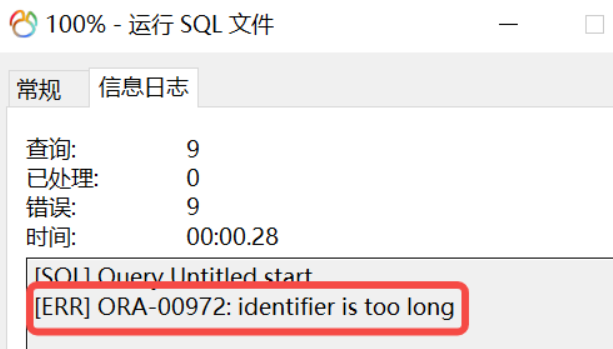 100% - 运行 SQL 文件
常规 信息日志
查询: 9
已处理: 0
错误: 9
时间: 00:00.28
[SQL] Query Untitled start
[ERR] ORA-00972: identifier is too long